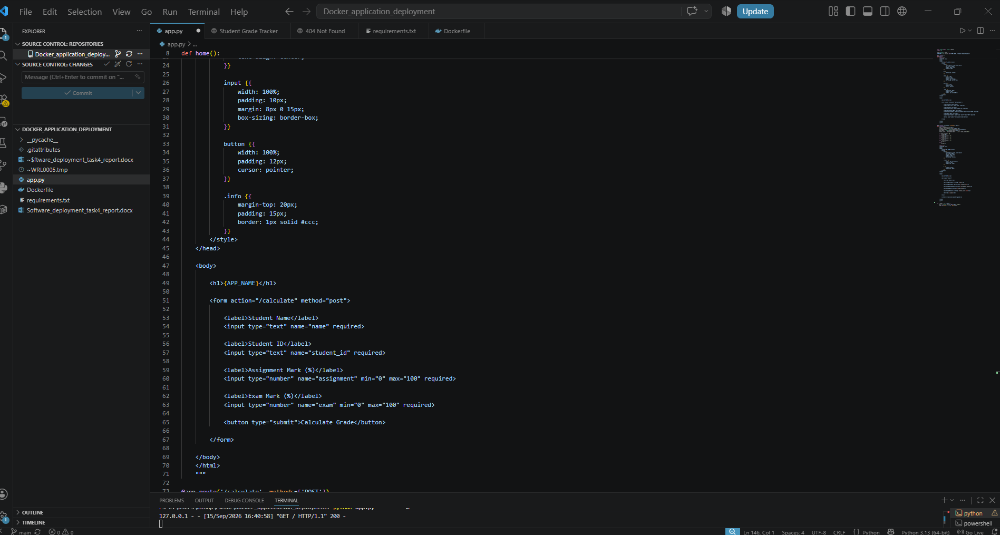 File Edit Selection View Go Run Terminal Help
Docker_application_deployment
Update
EXPLORER
SOURCE CONTROL: REPOSITORIES
Docker_application_deploy...
SOURCE CONTROL: CHANGES
Message (Ctrl+Enter to commit on "...
Commit
DOCKER_APPLICATION_DEPLOYMENT
__pycache__
.gitattributes
~$ftware_deployment_task4_report.docx
~WRL0005.tmp
app.py
Dockerfile
requirements.txt
Software_deployment_task4_report.docx
OUTLINE
TIMELINE
app.py
Student Grade Tracker
404 Not Found
requirements.txt
Dockerfile
app.py > ...
8 def home():
24 }}
25
26 input {{
27 width: 100%;
28 padding: 10px;
29 margin: 8px 0 15px;
30 box-sizing: border-box;
31 }}
32
33 button {{
34 width: 100%;
35 padding: 12px;
36 cursor: pointer;
37 }}
38
39 .info {{
40 margin-top: 20px;
41 padding: 15px;
42 border: 1px solid #ccc;
43 }}
44 </style>
45 </head>
46
47 <body>
48
49 <h1>{APP_NAME}</h1>
50
51 <form action="/calculate" method="post">
52
53 <label>Student Name</label>
54 <input type="text" name="name" required>
55
56 <label>Student ID</label>
57 <input type="text" name="student_id" required>
58
59 <label>Assignment Mark (%)</label>
60 <input type="number" name="assignment" min="0" max="100" required>
61
62 <label>Exam Mark (%)</label>
63 <input type="number" name="exam" min="0" max="100" required>
64
65 <button type="submit">Calculate Grade</button>
66
67 </form>
68
69 </body>
70 </html>
71 """
72
73 @app.route('/calculate', methods=['POST'])
PROBLEMS OUTPUT DEBUG CONSOLE TERMINAL
python app.py
127.0.0.1 - - [15/Sep/2026 16:40:58] "GET / HTTP/1.1" 200 -
python
powershell
main 0 0 Ln 146, Col 1 Spaces: 4 UTF-8 CRLF { } Python Python 3.13 (64-bit) Go Live